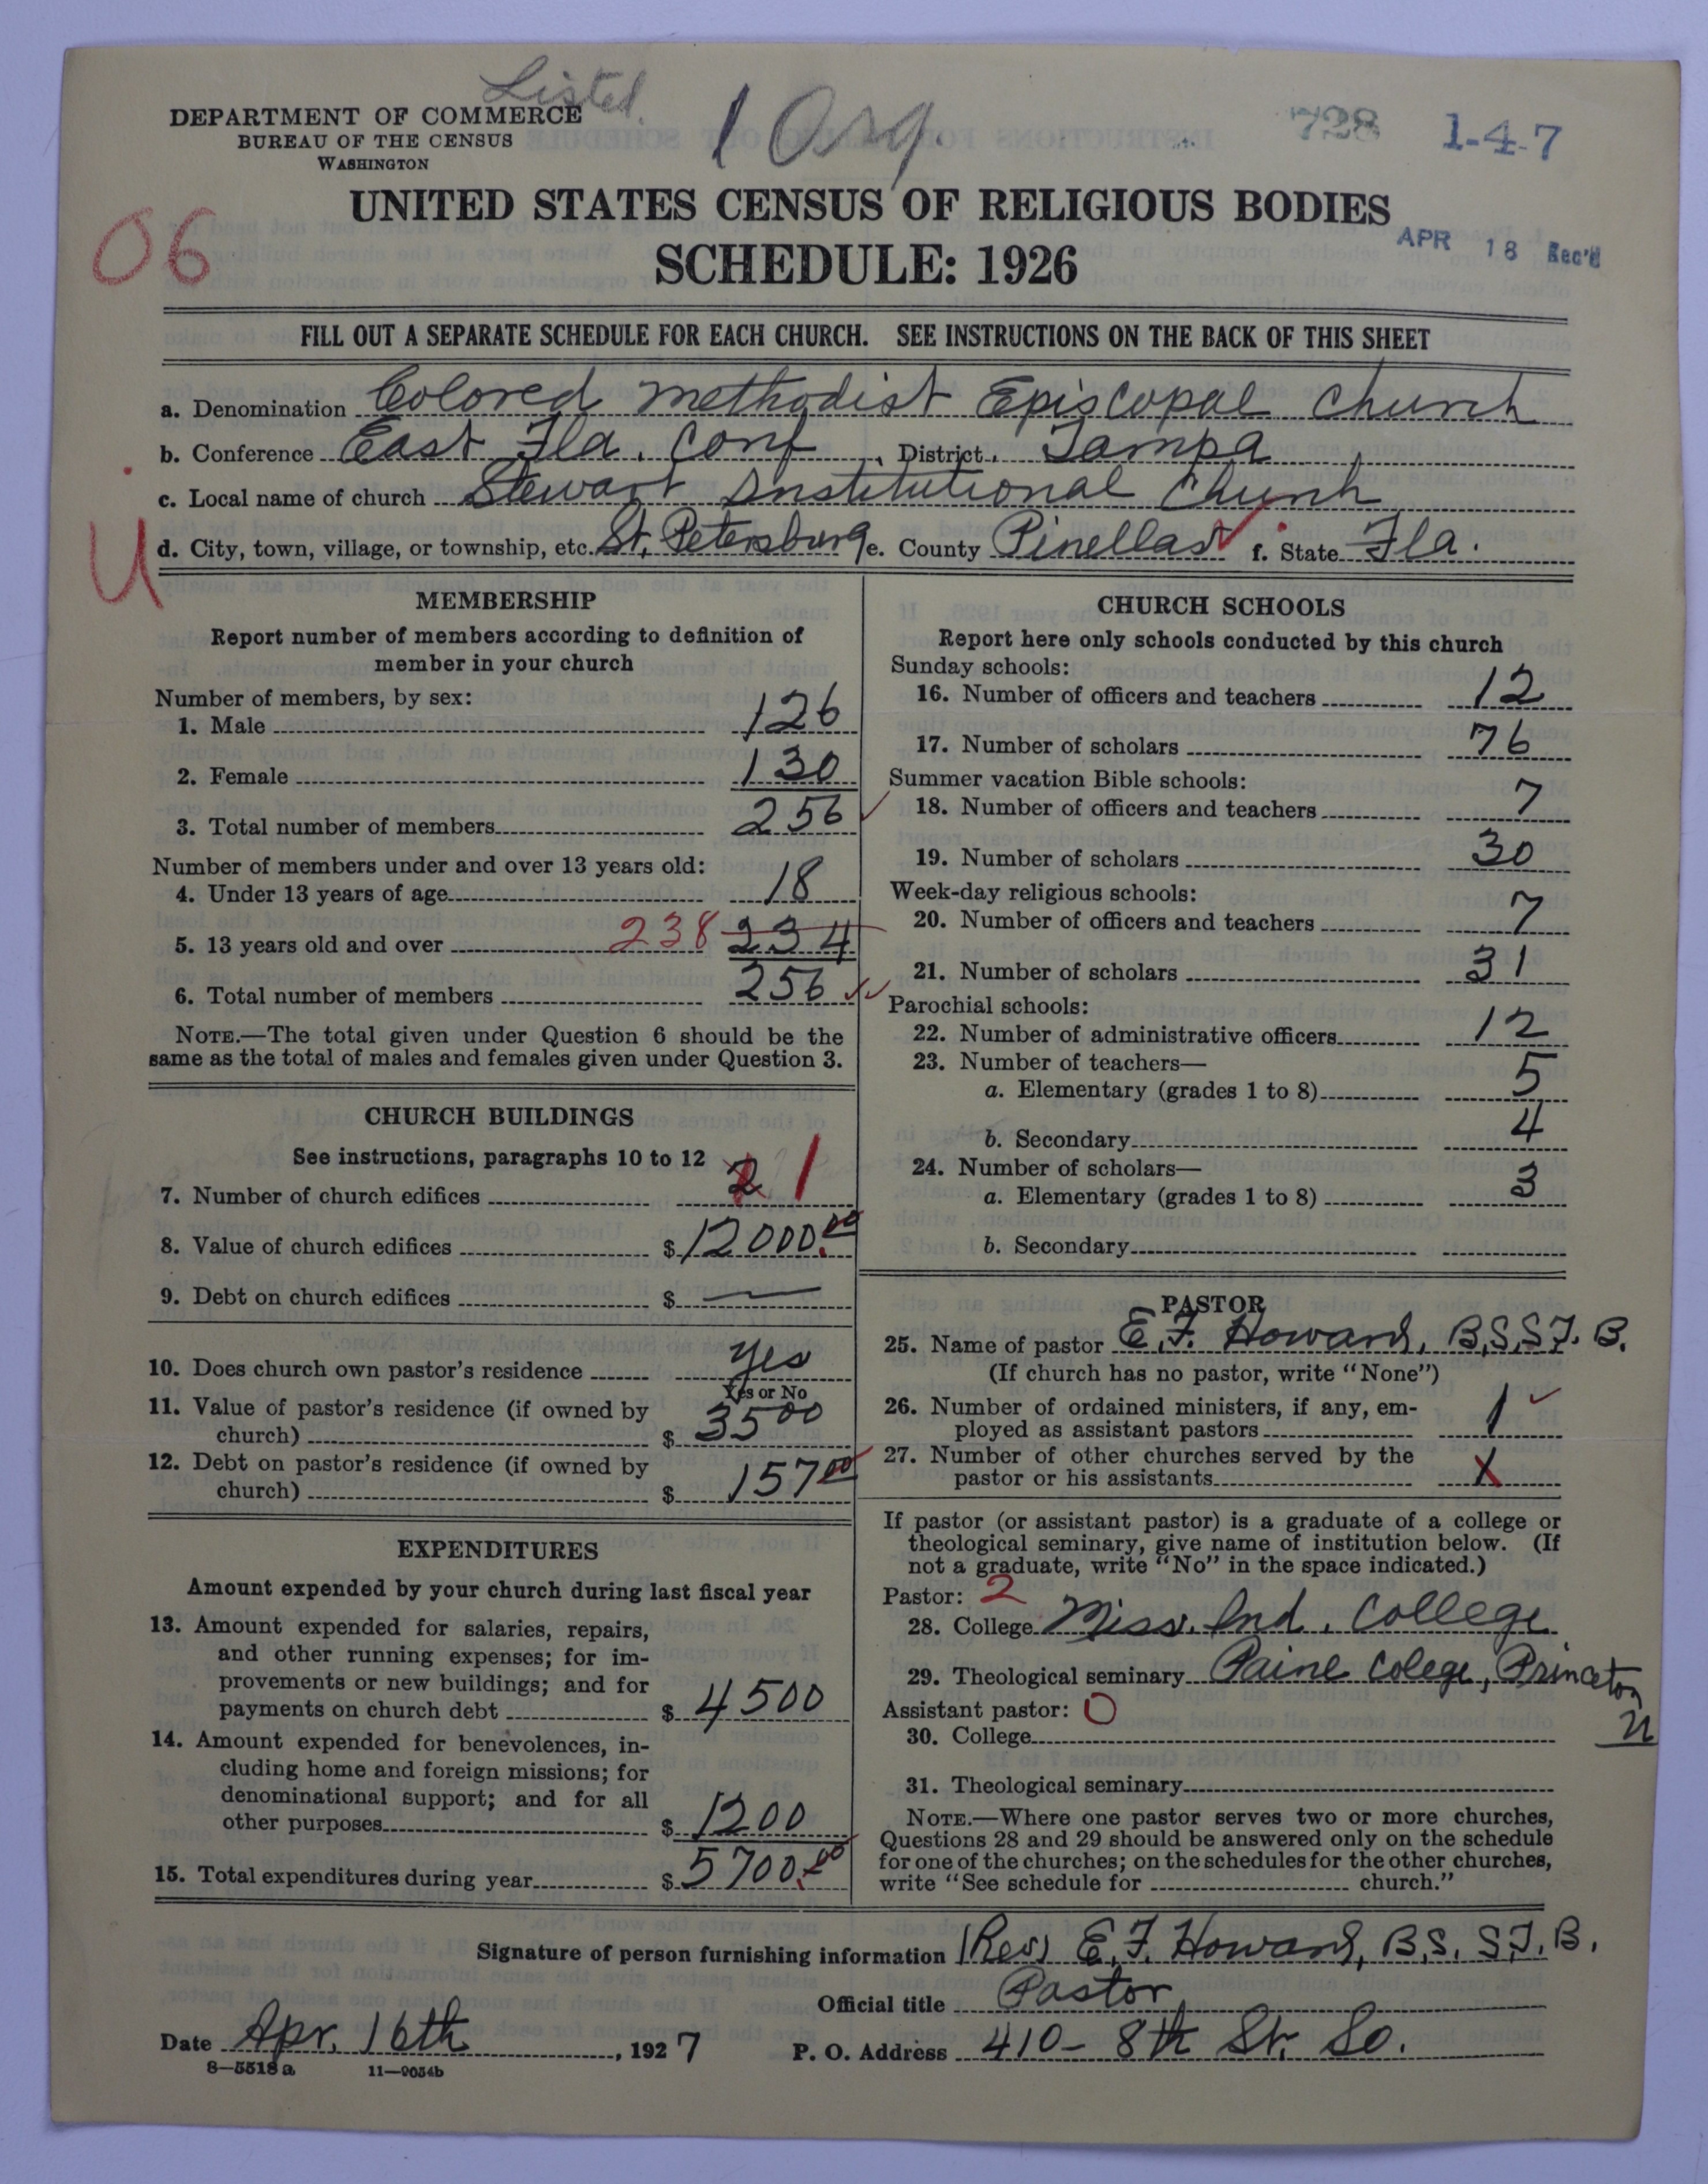 Listed.
1 Org.
728 1-4-7
DEPARTMENT OF COMMERCE
BUREAU OF THE CENSUS
WASHINGTON
UNITED STATES CENSUS OF RELIGIOUS BODIES
SCHEDULE: 1926
APR 18 Rec'd
06
FILL OUT A SEPARATE SCHEDULE FOR EACH CHURCH. SEE INSTRUCTIONS ON THE BACK OF THIS SHEET
a. Denomination Colored Methodist Episcopal Church
b. Conference East Fla. Conf, District, Tampa
c. Local name of church Stewart Institutional Church
U
d. City, town, village, or township, etc. St. Petersburg e. County Pinellas f. State Fla.
MEMBERSHIP
Report number of members according to definition of
member in your church
Number of members, by sex:
1. Male 126
2. Female 130
3. Total number of members 256
Number of members under and over 13 years old:
4. Under 13 years of age 18
5. 13 years old and over 238 234
6. Total number of members 256
NOTE.—The total given under Question 6 should be the
same as the total of males and females given under Question 3.
CHURCH BUILDINGS
See instructions, paragraphs 10 to 12
7. Number of church edifices 2 1
8. Value of church edifices $12000.00
9. Debt on church edifices $ —
10. Does church own pastor's residence yes
Yes or No
11. Value of pastor's residence (if owned by
church) $ 3500
12. Debt on pastor's residence (if owned by
church) $ 157 00
EXPENDITURES
Amount expended by your church during last fiscal year
13. Amount expended for salaries, repairs,
and other running expenses; for im-
provements or new buildings; and for
payments on church debt $ 4500
14. Amount expended for benevolences, in-
cluding home and foreign missions; for
denominational support; and for all
other purposes $ 1200
15. Total expenditures during year $ 5700.00
CHURCH SCHOOLS
Report here only schools conducted by this church
Sunday schools:
16. Number of officers and teachers 12
17. Number of scholars 76
Summer vacation Bible schools:
18. Number of officers and teachers 7
19. Number of scholars 30
Week-day religious schools:
20. Number of officers and teachers 7
21. Number of scholars 31
Parochial schools:
22. Number of administrative officers 12
23. Number of teachers—
a. Elementary (grades 1 to 8) 5
b. Secondary 4
24. Number of scholars—
a. Elementary (grades 1 to 8) 3
b. Secondary
PASTOR
25. Name of pastor E. F. Howard, B,S,S.T.B.
(If church has no pastor, write "None")
26. Number of ordained ministers, if any, em-
ployed as assistant pastors 1
27. Number of other churches served by the
pastor or his assistants X
If pastor (or assistant pastor) is a graduate of a college or
theological seminary, give name of institution below. (If
not a graduate, write "No" in the space indicated.)
Pastor: 2
28. College Miss. Ind. College
29. Theological seminary Paine Colege, Princeton
Assistant pastor: O
30. College
31. Theological seminary
NOTE.—Where one pastor serves two or more churches,
Questions 28 and 29 should be answered only on the schedule
for one of the churches; on the schedules for the other churches,
write "See schedule for church."
Signature of person furnishing information (Rev) E. F. Howard, B.S. S.T.B.
Official title Pastor
Date Apr. 16th, 1927 P. O. Address 410- 8th St. So.
8—5518 a 11—9054b